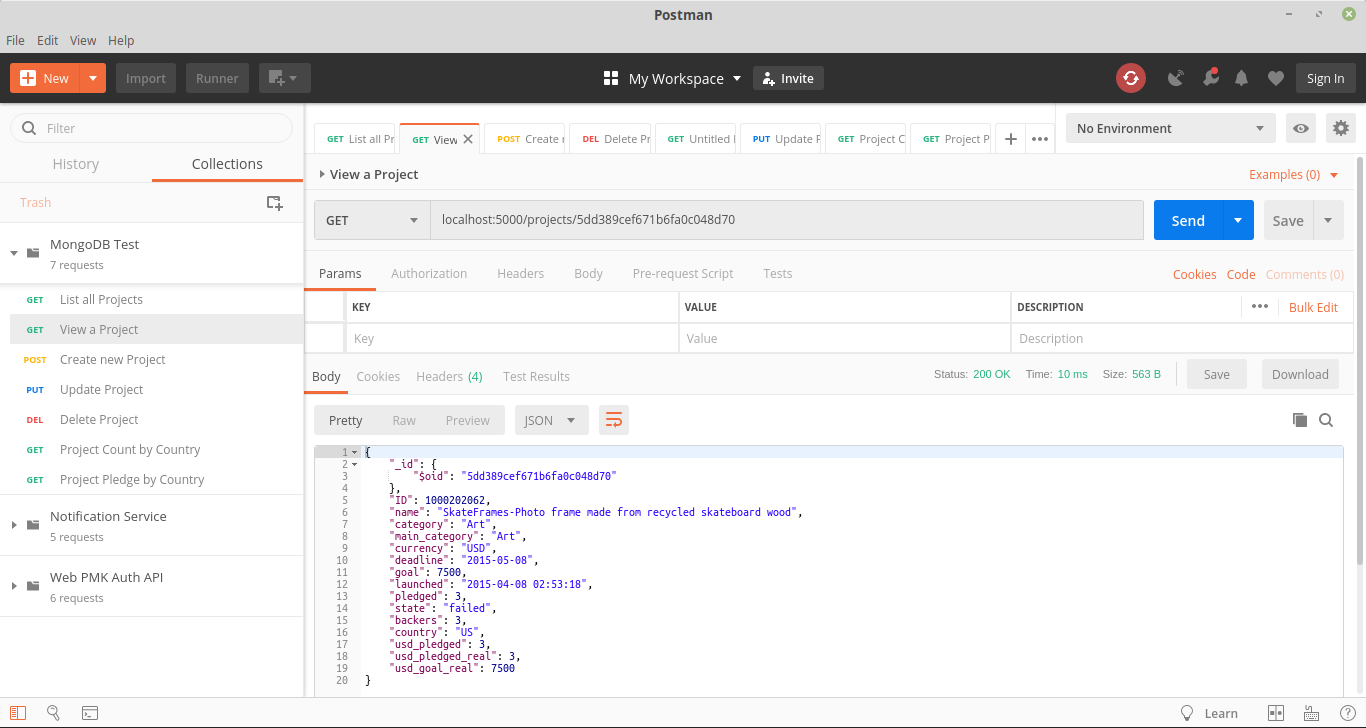 Postman
File Edit View Help
New Import Runner My Workspace Invite Sign In
Filter
History Collections
Trash
MongoDB Test
7 requests
GET List all Projects
GET View a Project
POST Create new Project
PUT Update Project
DEL Delete Project
GET Project Count by Country
GET Project Pledge by Country
Notification Service
5 requests
Web PMK Auth API
6 requests
GET List all Pr GET View POST Create DEL Delete Pr GET Untitled PUT Update P GET Project C GET Project P
No Environment
View a Project Examples (0)
GET localhost:5000/projects/5dd389cef671b6fa0c048d70 Send Save
Params Authorization Headers Body Pre-request Script Tests Cookies Code Comments (0)
KEY VALUE DESCRIPTION Bulk Edit
Key Value Description
Body Cookies Headers (4) Test Results Status: 200 OK Time: 10 ms Size: 563 B Save Download
Pretty Raw Preview JSON
1 {
2 "_id": {
3 "$oid": "5dd389cef671b6fa0c048d70"
4 },
5 "ID": 1000202062,
6 "name": "SkateFrames-Photo frame made from recycled skateboard wood",
7 "category": "Art",
8 "main_category": "Art",
9 "currency": "USD",
10 "deadline": "2015-05-08",
11 "goal": 7500,
12 "launched": "2015-04-08 02:53:18",
13 "pledged": 3,
14 "state": "failed",
15 "backers": 3,
16 "country": "US",
17 "usd_pledged": 3,
18 "usd_pledged_real": 3,
19 "usd_goal_real": 7500
20 }
Learn